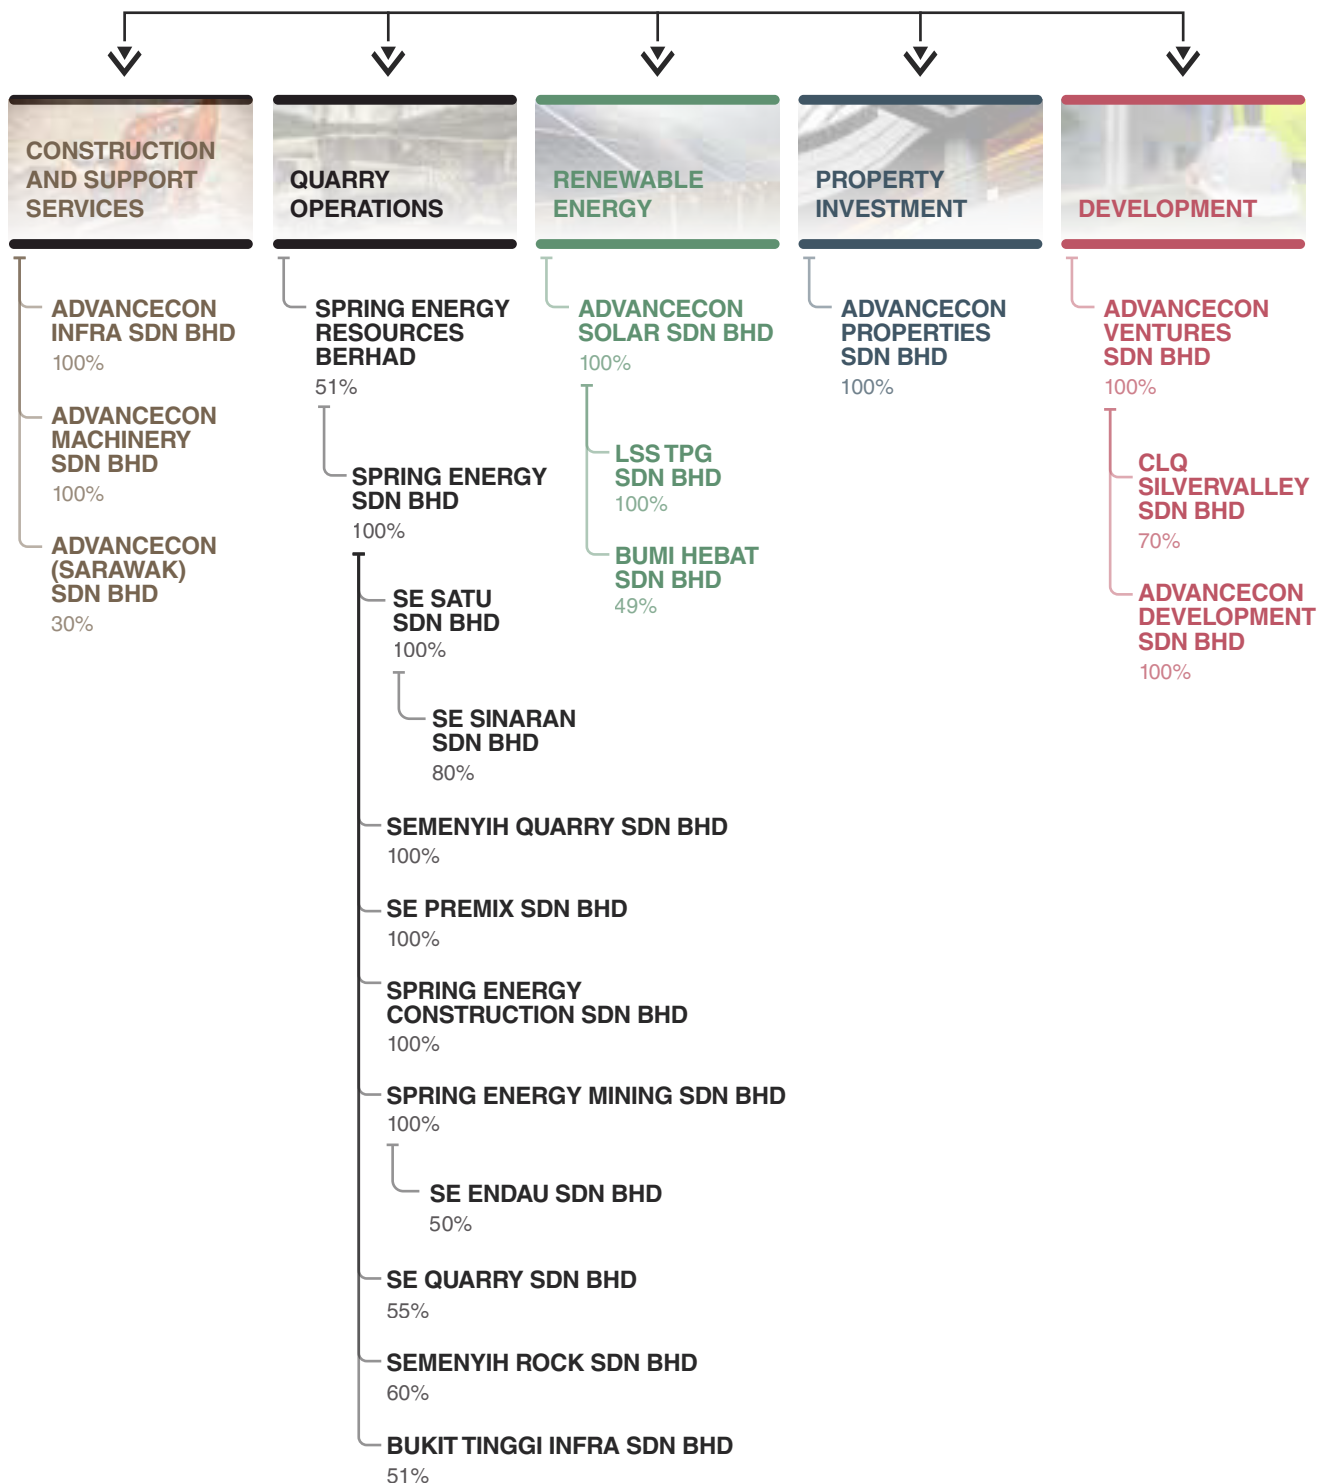 CONSTRUCTION
AND SUPPORT
SERVICES
ADVANCECON
INFRA SDN BHD
100%
ADVANCECON
MACHINERY
SDN BHD
100%
ADVANCECON
(SARAWAK)
SDN BHD
30%
QUARRY
OPERATIONS
SPRING ENERGY
RESOURCES
BERHAD
51%
SPRING ENERGY
SDN BHD
100%
SE SATU
SDN BHD
100%
SE SINARAN
SDN BHD
80%
SEMENYIH QUARRY SDN BHD
100%
SE PREMIX SDN BHD
100%
SPRING ENERGY
CONSTRUCTION SDN BHD
100%
SPRING ENERGY MINING SDN BHD
100%
SE ENDAU SDN BHD
50%
SE QUARRY SDN BHD
55%
SEMENYIH ROCK SDN BHD
60%
BUKIT TINGGI INFRA SDN BHD
51%
RENEWABLE
ENERGY
ADVANCECON
SOLAR SDN BHD
100%
LSS TPG
SDN BHD
100%
BUMI HEBAT
SDN BHD
49%
PROPERTY
INVESTMENT
ADVANCECON
PROPERTIES
SDN BHD
100%
DEVELOPMENT
ADVANCECON
VENTURES
SDN BHD
100%
CLQ
SILVERVALLEY
SDN BHD
70%
ADVANCECON
DEVELOPMENT
SDN BHD
100%